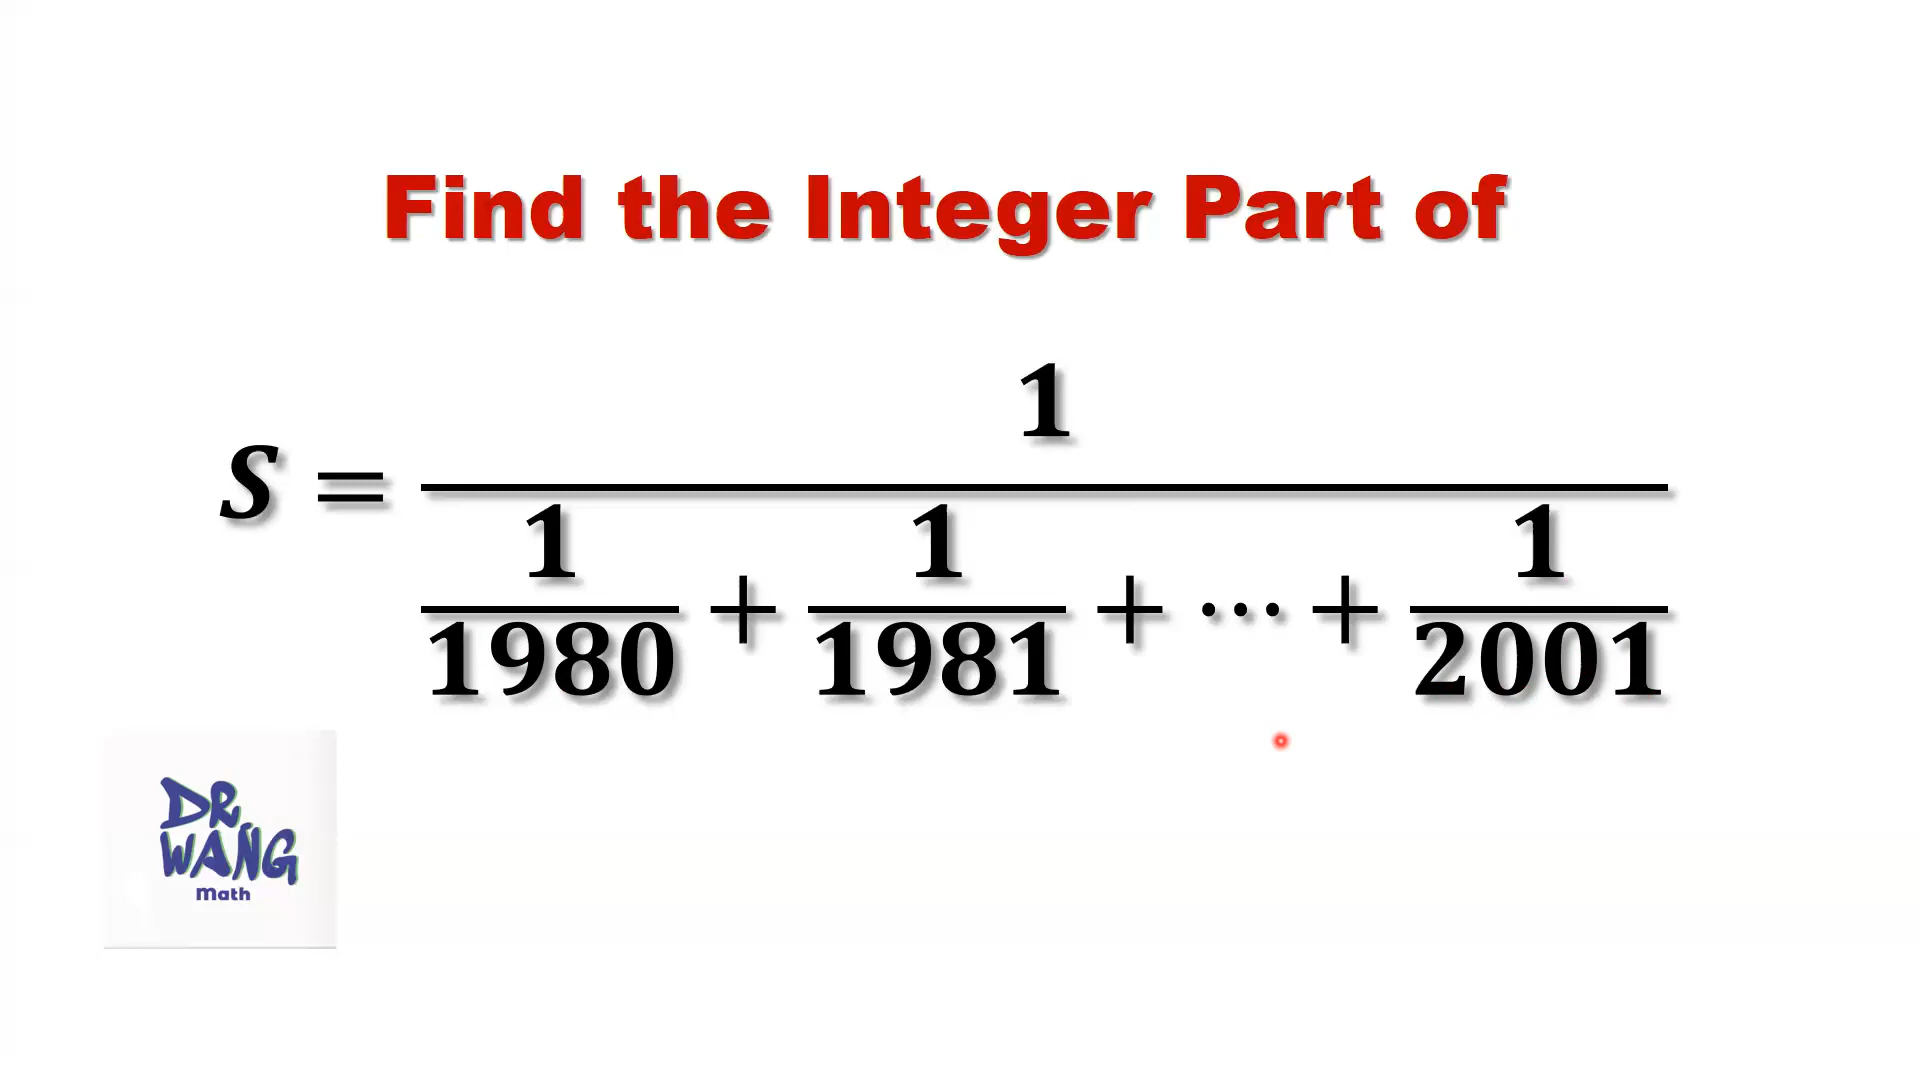 Find the Integer Part of
S = 1 / (1/1980 + 1/1981 + ⋯ + 1/2001)
DR
WANG
Math